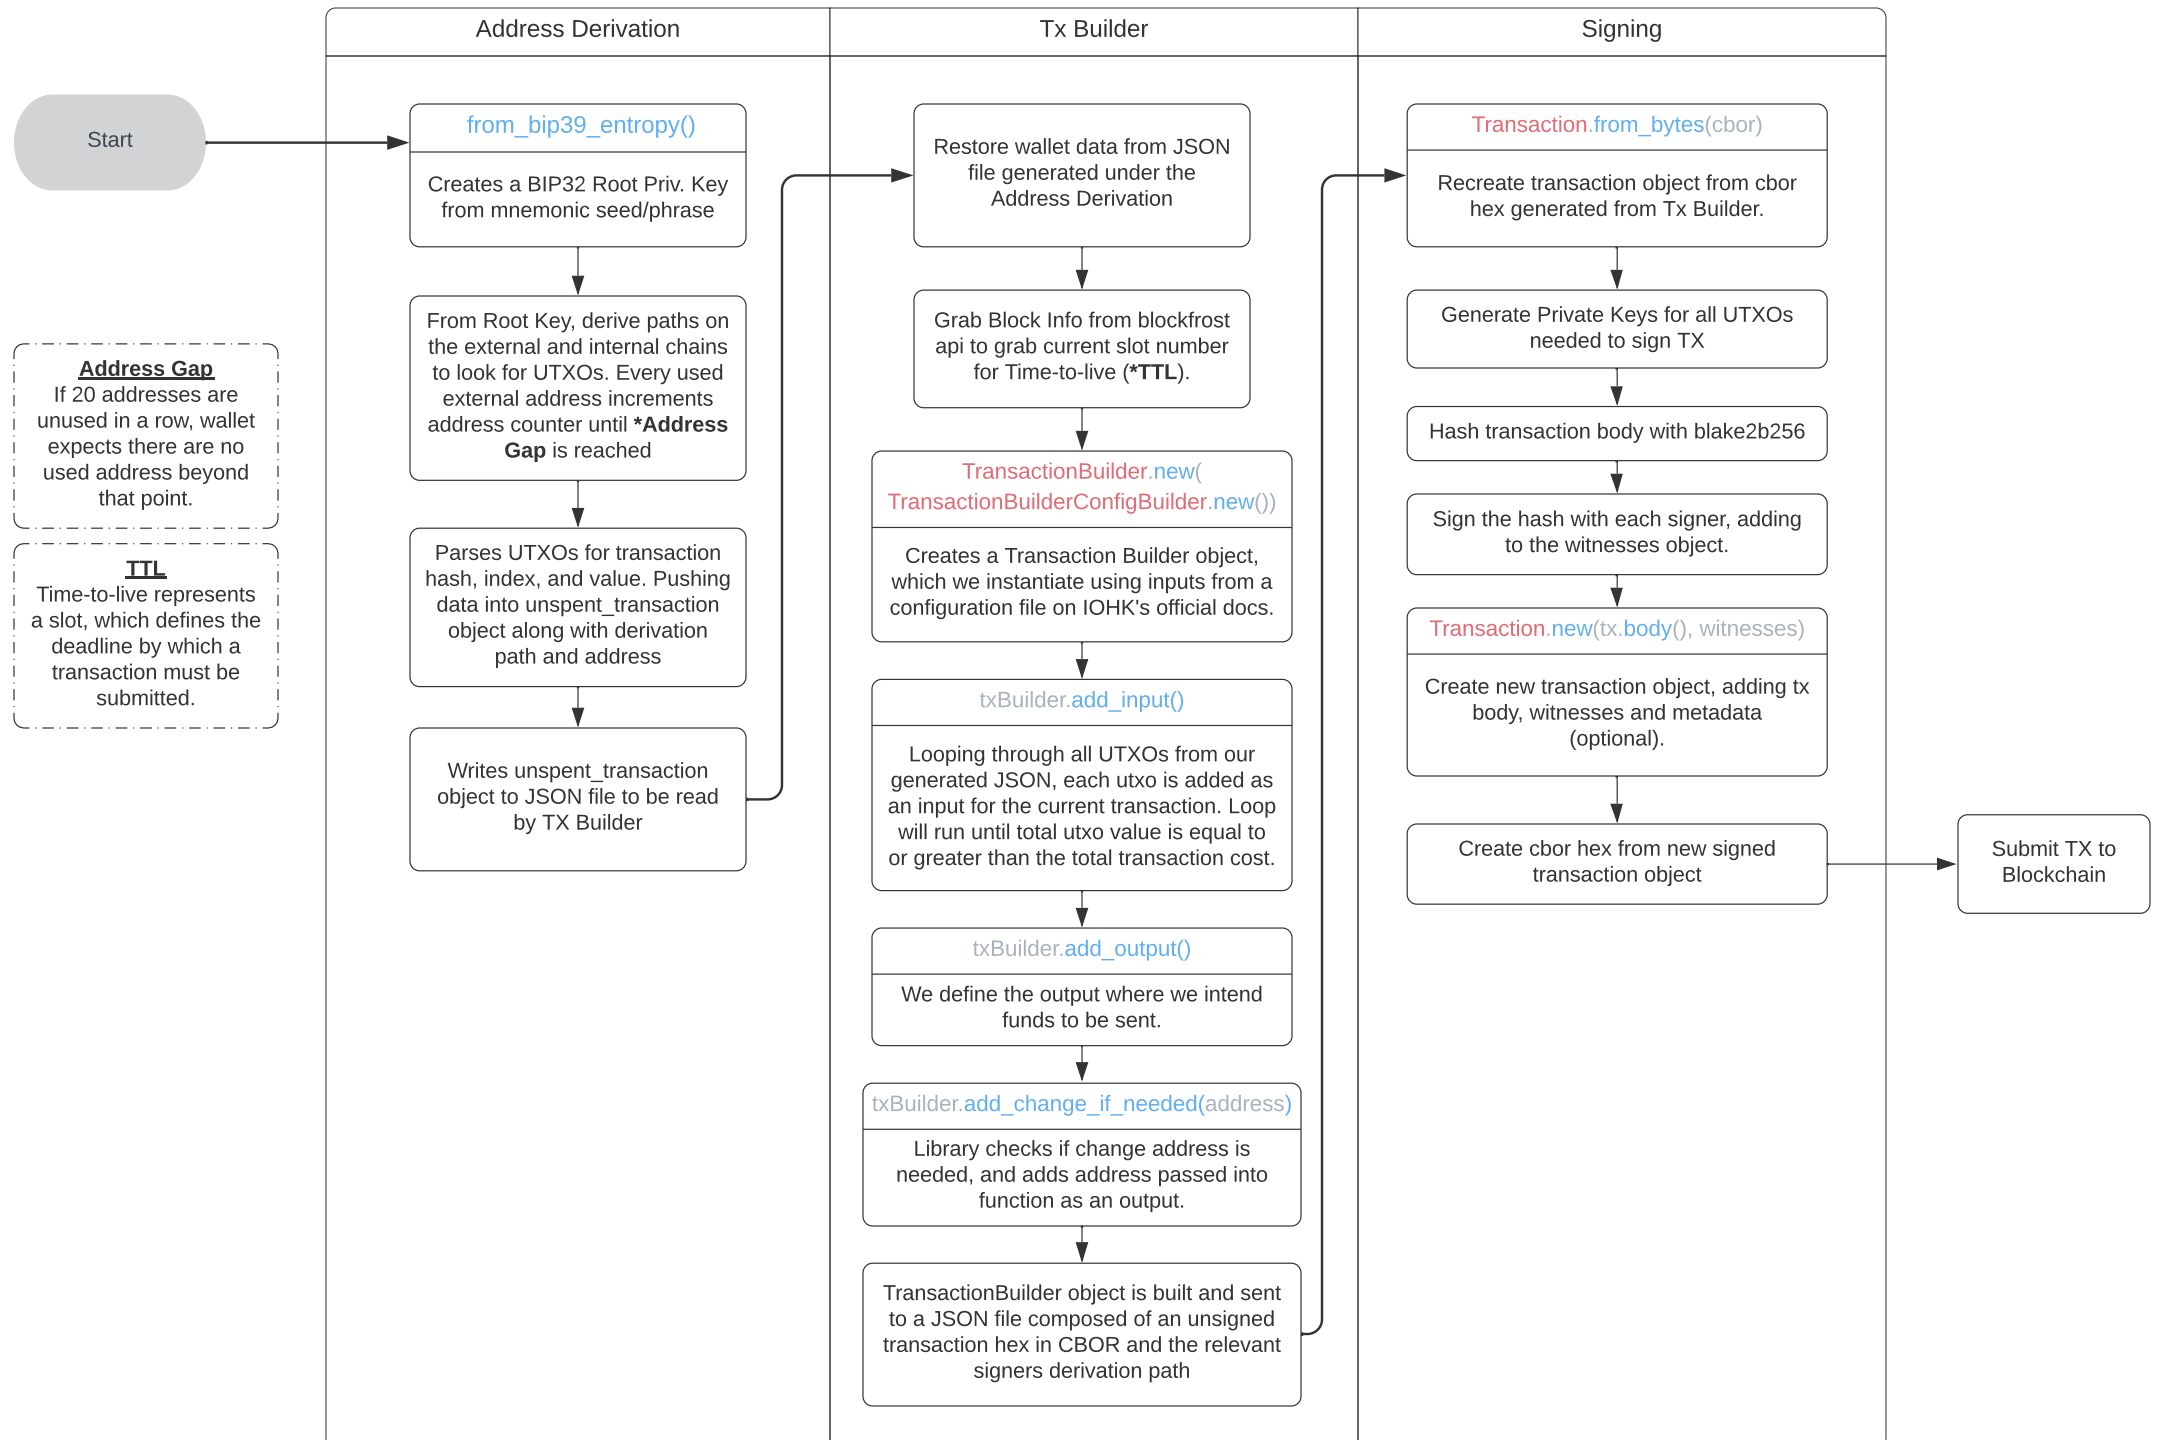 Address Derivation
Tx Builder
Signing
Start
Address Gap
If 20 addresses are
unused in a row, wallet
expects there are no
used address beyond
that point.
TTL
Time-to-live represents
a slot, which defines the
deadline by which a
transaction must be
submitted.
from_bip39_entropy()
Creates a BIP32 Root Priv. Key
from mnemonic seed/phrase
From Root Key, derive paths on
the external and internal chains
to look for UTXOs. Every used
external address increments
address counter until *Address
Gap is reached
Parses UTXOs for transaction
hash, index, and value. Pushing
data into unspent_transaction
object along with derivation
path and address
Writes unspent_transaction
object to JSON file to be read
by TX Builder
Restore wallet data from JSON
file generated under the
Address Derivation
Grab Block Info from blockfrost
api to grab current slot number
for Time-to-live (*TTL).
TransactionBuilder.new(
TransactionBuilderConfigBuilder.new())
Creates a Transaction Builder object,
which we instantiate using inputs from a
configuration file on IOHK's official docs.
txBuilder.add_input()
Looping through all UTXOs from our
generated JSON, each utxo is added as
an input for the current transaction. Loop
will run until total utxo value is equal to
or greater than the total transaction cost.
txBuilder.add_output()
We define the output where we intend
funds to be sent.
txBuilder.add_change_if_needed(address)
Library checks if change address is
needed, and adds address passed into
function as an output.
TransactionBuilder object is built and sent
to a JSON file composed of an unsigned
transaction hex in CBOR and the relevant
signers derivation path
Transaction.from_bytes(cbor)
Recreate transaction object from cbor
hex generated from Tx Builder.
Generate Private Keys for all UTXOs
needed to sign TX
Hash transaction body with blake2b256
Sign the hash with each signer, adding
to the witnesses object.
Transaction.new(tx.body(), witnesses)
Create new transaction object, adding tx
body, witnesses and metadata
(optional).
Create cbor hex from new signed
transaction object
Submit TX to
Blockchain